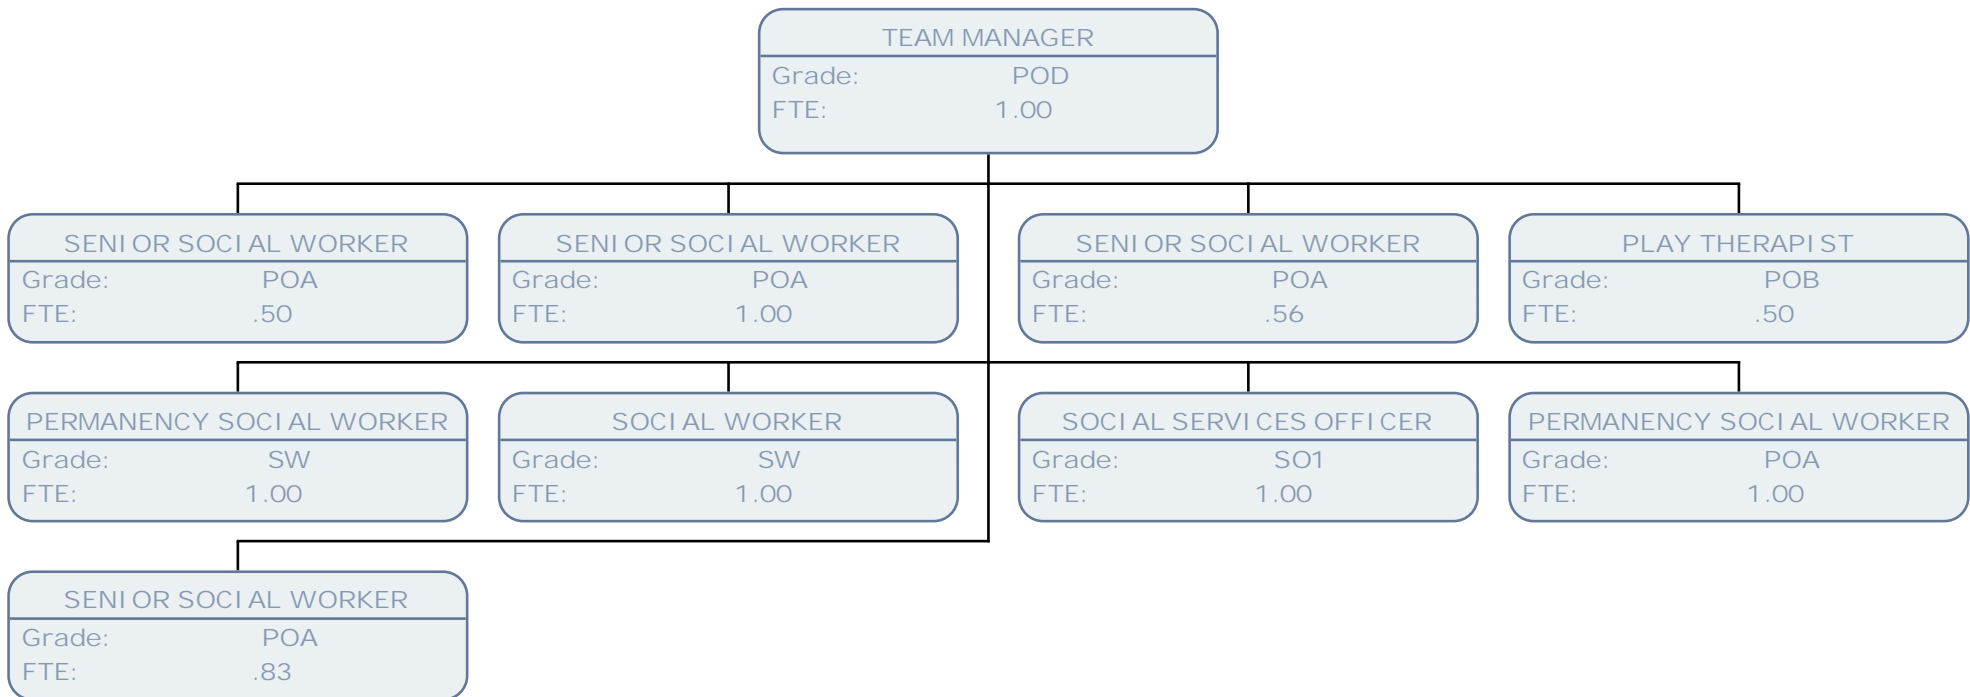 TEAM MANAGER
Grade: POD
FTE: 1.00
SENIOR SOCIAL WORKER
Grade: POA
FTE: .50
SENIOR SOCIAL WORKER
Grade: POA
FTE: 1.00
SENIOR SOCIAL WORKER
Grade: POA
FTE: .56
PLAY THERAPIST
Grade: POB
FTE: .50
PERMANENCY SOCIAL WORKER
Grade: SW
FTE: 1.00
SOCIAL WORKER
Grade: SW
FTE: 1.00
SOCIAL SERVICES OFFICER
Grade: SO1
FTE: 1.00
PERMANENCY SOCIAL WORKER
Grade: POA
FTE: 1.00
SENIOR SOCIAL WORKER
Grade: POA
FTE: .83